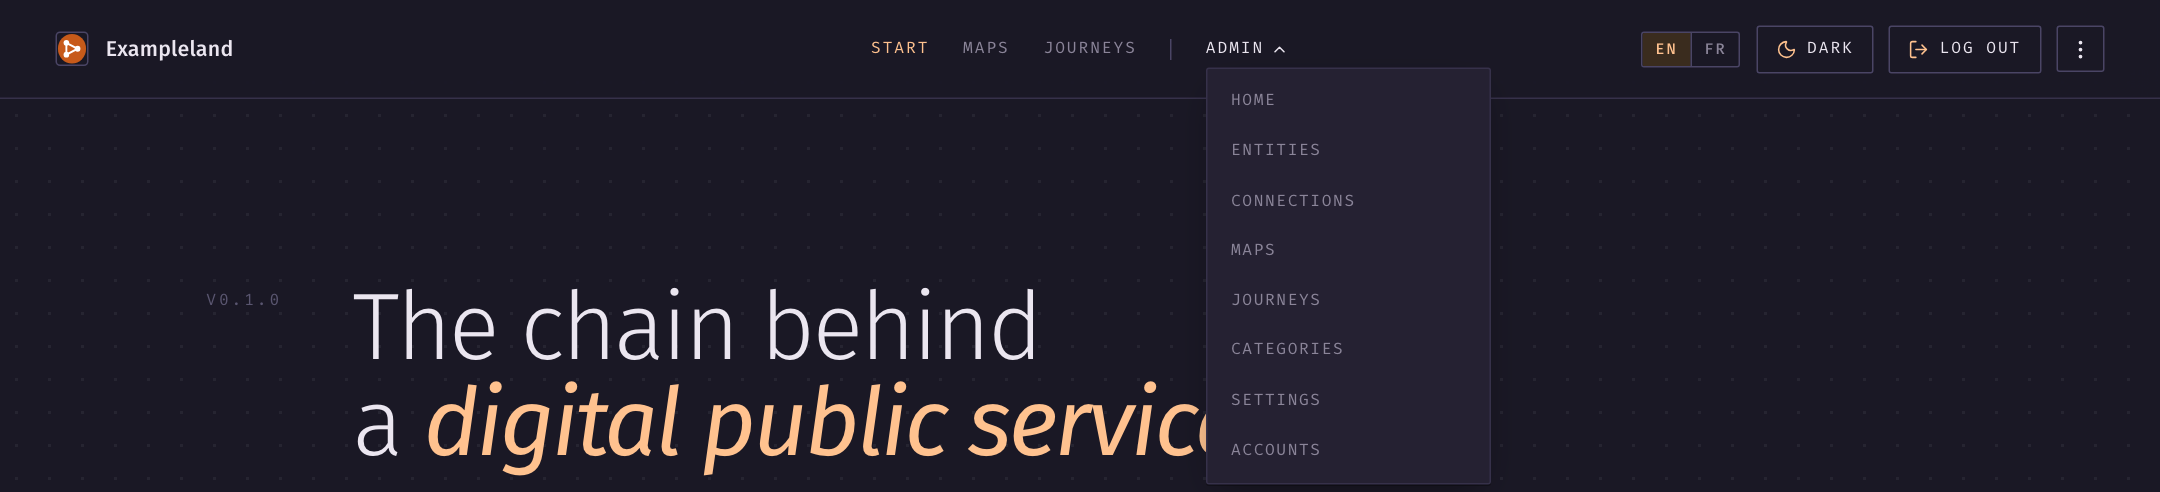 Exampleland
START MAPS JOURNEYS | ADMIN
EN FR
DARK
LOG OUT
HOME
ENTITIES
CONNECTIONS
MAPS
JOURNEYS
CATEGORIES
SETTINGS
ACCOUNTS
V0.1.0
The chain behind
a digital public servic